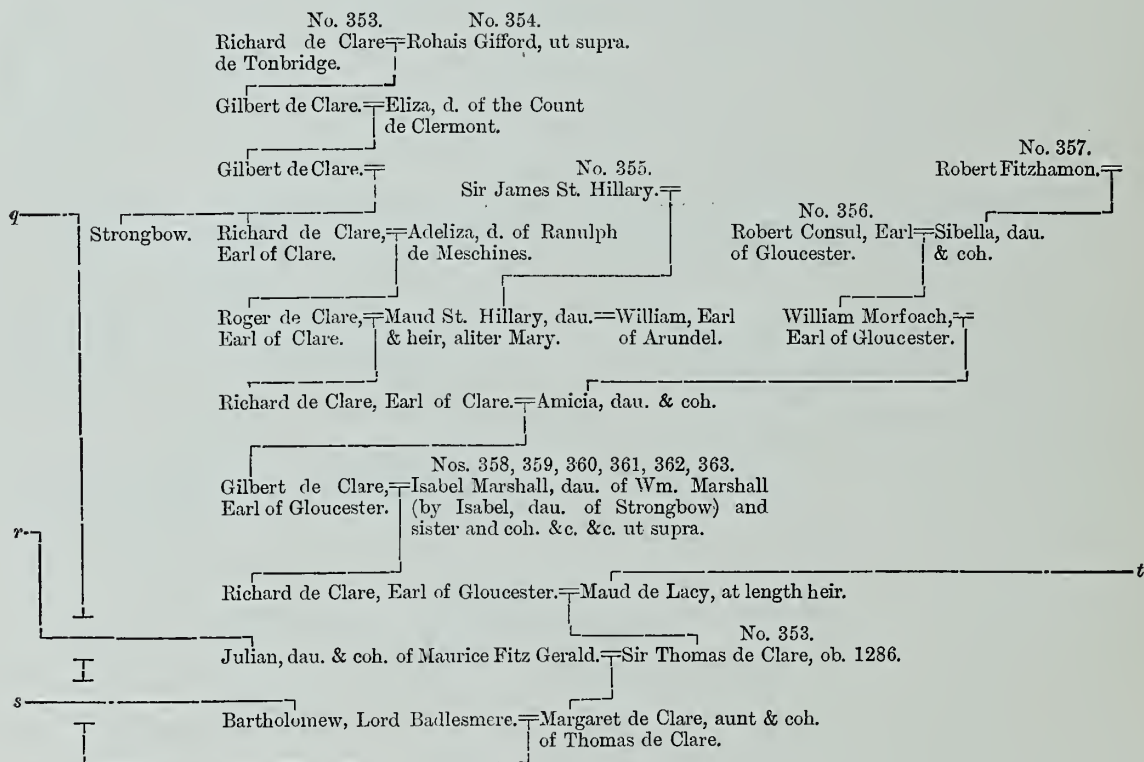 No. 353. No. 354.
Richard de Clare Rohais Gifford, ut supra.
de Tonbridge.
Gilbert de Clare. Eliza, d. of the Count
de Clermont.
Gilbert de Clare.
No. 355.
Sir James St. Hillary.
No. 357.
Robert Fitzhamon.
q
Strongbow. Richard de Clare, Adeliza, d. of Ranulph
Earl of Clare. de Meschines.
No. 356.
Robert Consul, Earl Sibella, dau.
of Gloucester. & coh.
Roger de Clare, Maud St. Hillary, dau. William, Earl
Earl of Clare. & heir, aliter Mary. of Arundel.
William Morfoach,
Earl of Gloucester.
Richard de Clare, Earl of Clare. Amicia, dau. & coh.
Nos. 358, 359, 360, 361, 362, 363.
Gilbert de Clare, Isabel Marshall, dau. of Wm. Marshall
Earl of Gloucester. (by Isabel, dau. of Strongbow) and
sister and coh. &c. &c. ut supra.
r
Richard de Clare, Earl of Gloucester. Maud de Lacy, at length heir. t
No. 353.
Julian, dau. & coh. of Maurice Fitz Gerald. Sir Thomas de Clare, ob. 1286.
s
Bartholomew, Lord Badlesmere. Margaret de Clare, aunt & coh.
of Thomas de Clare.